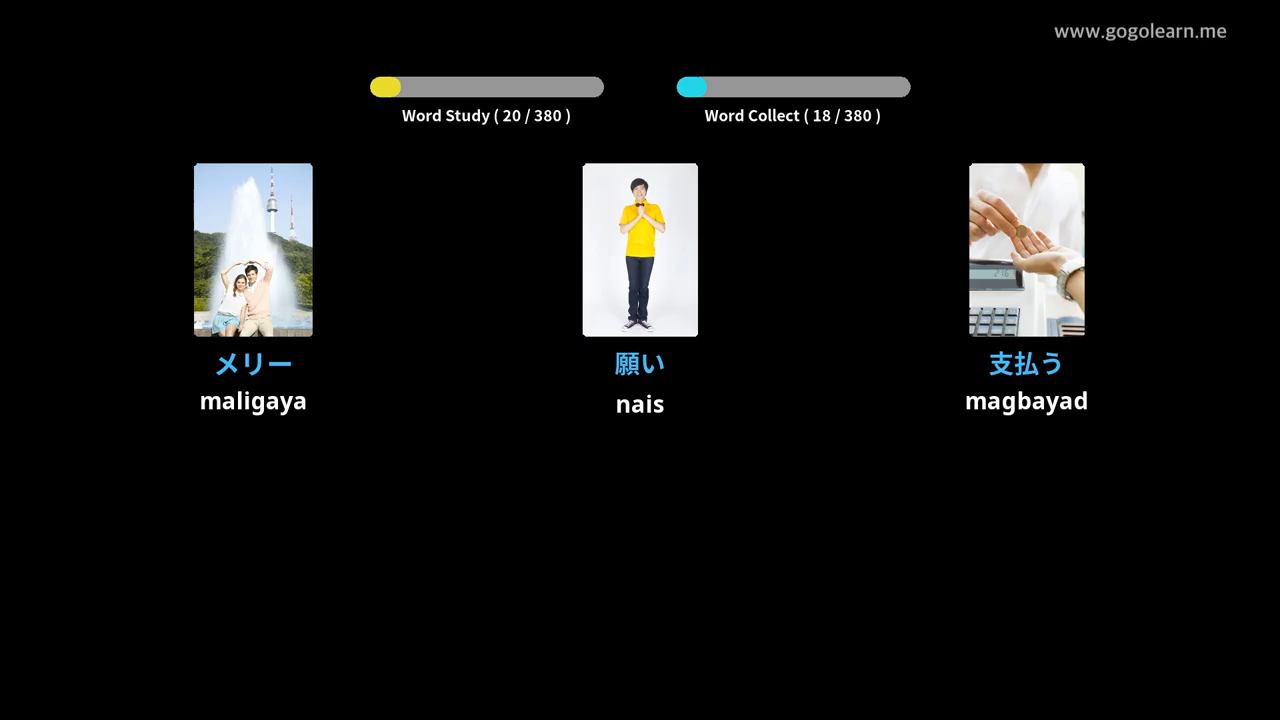 www.gogolearn.me
Word Study ( 20 / 380 )
Word Collect ( 18 / 380 )
メリー
maligaya
願い
nais
支払う
magbayad